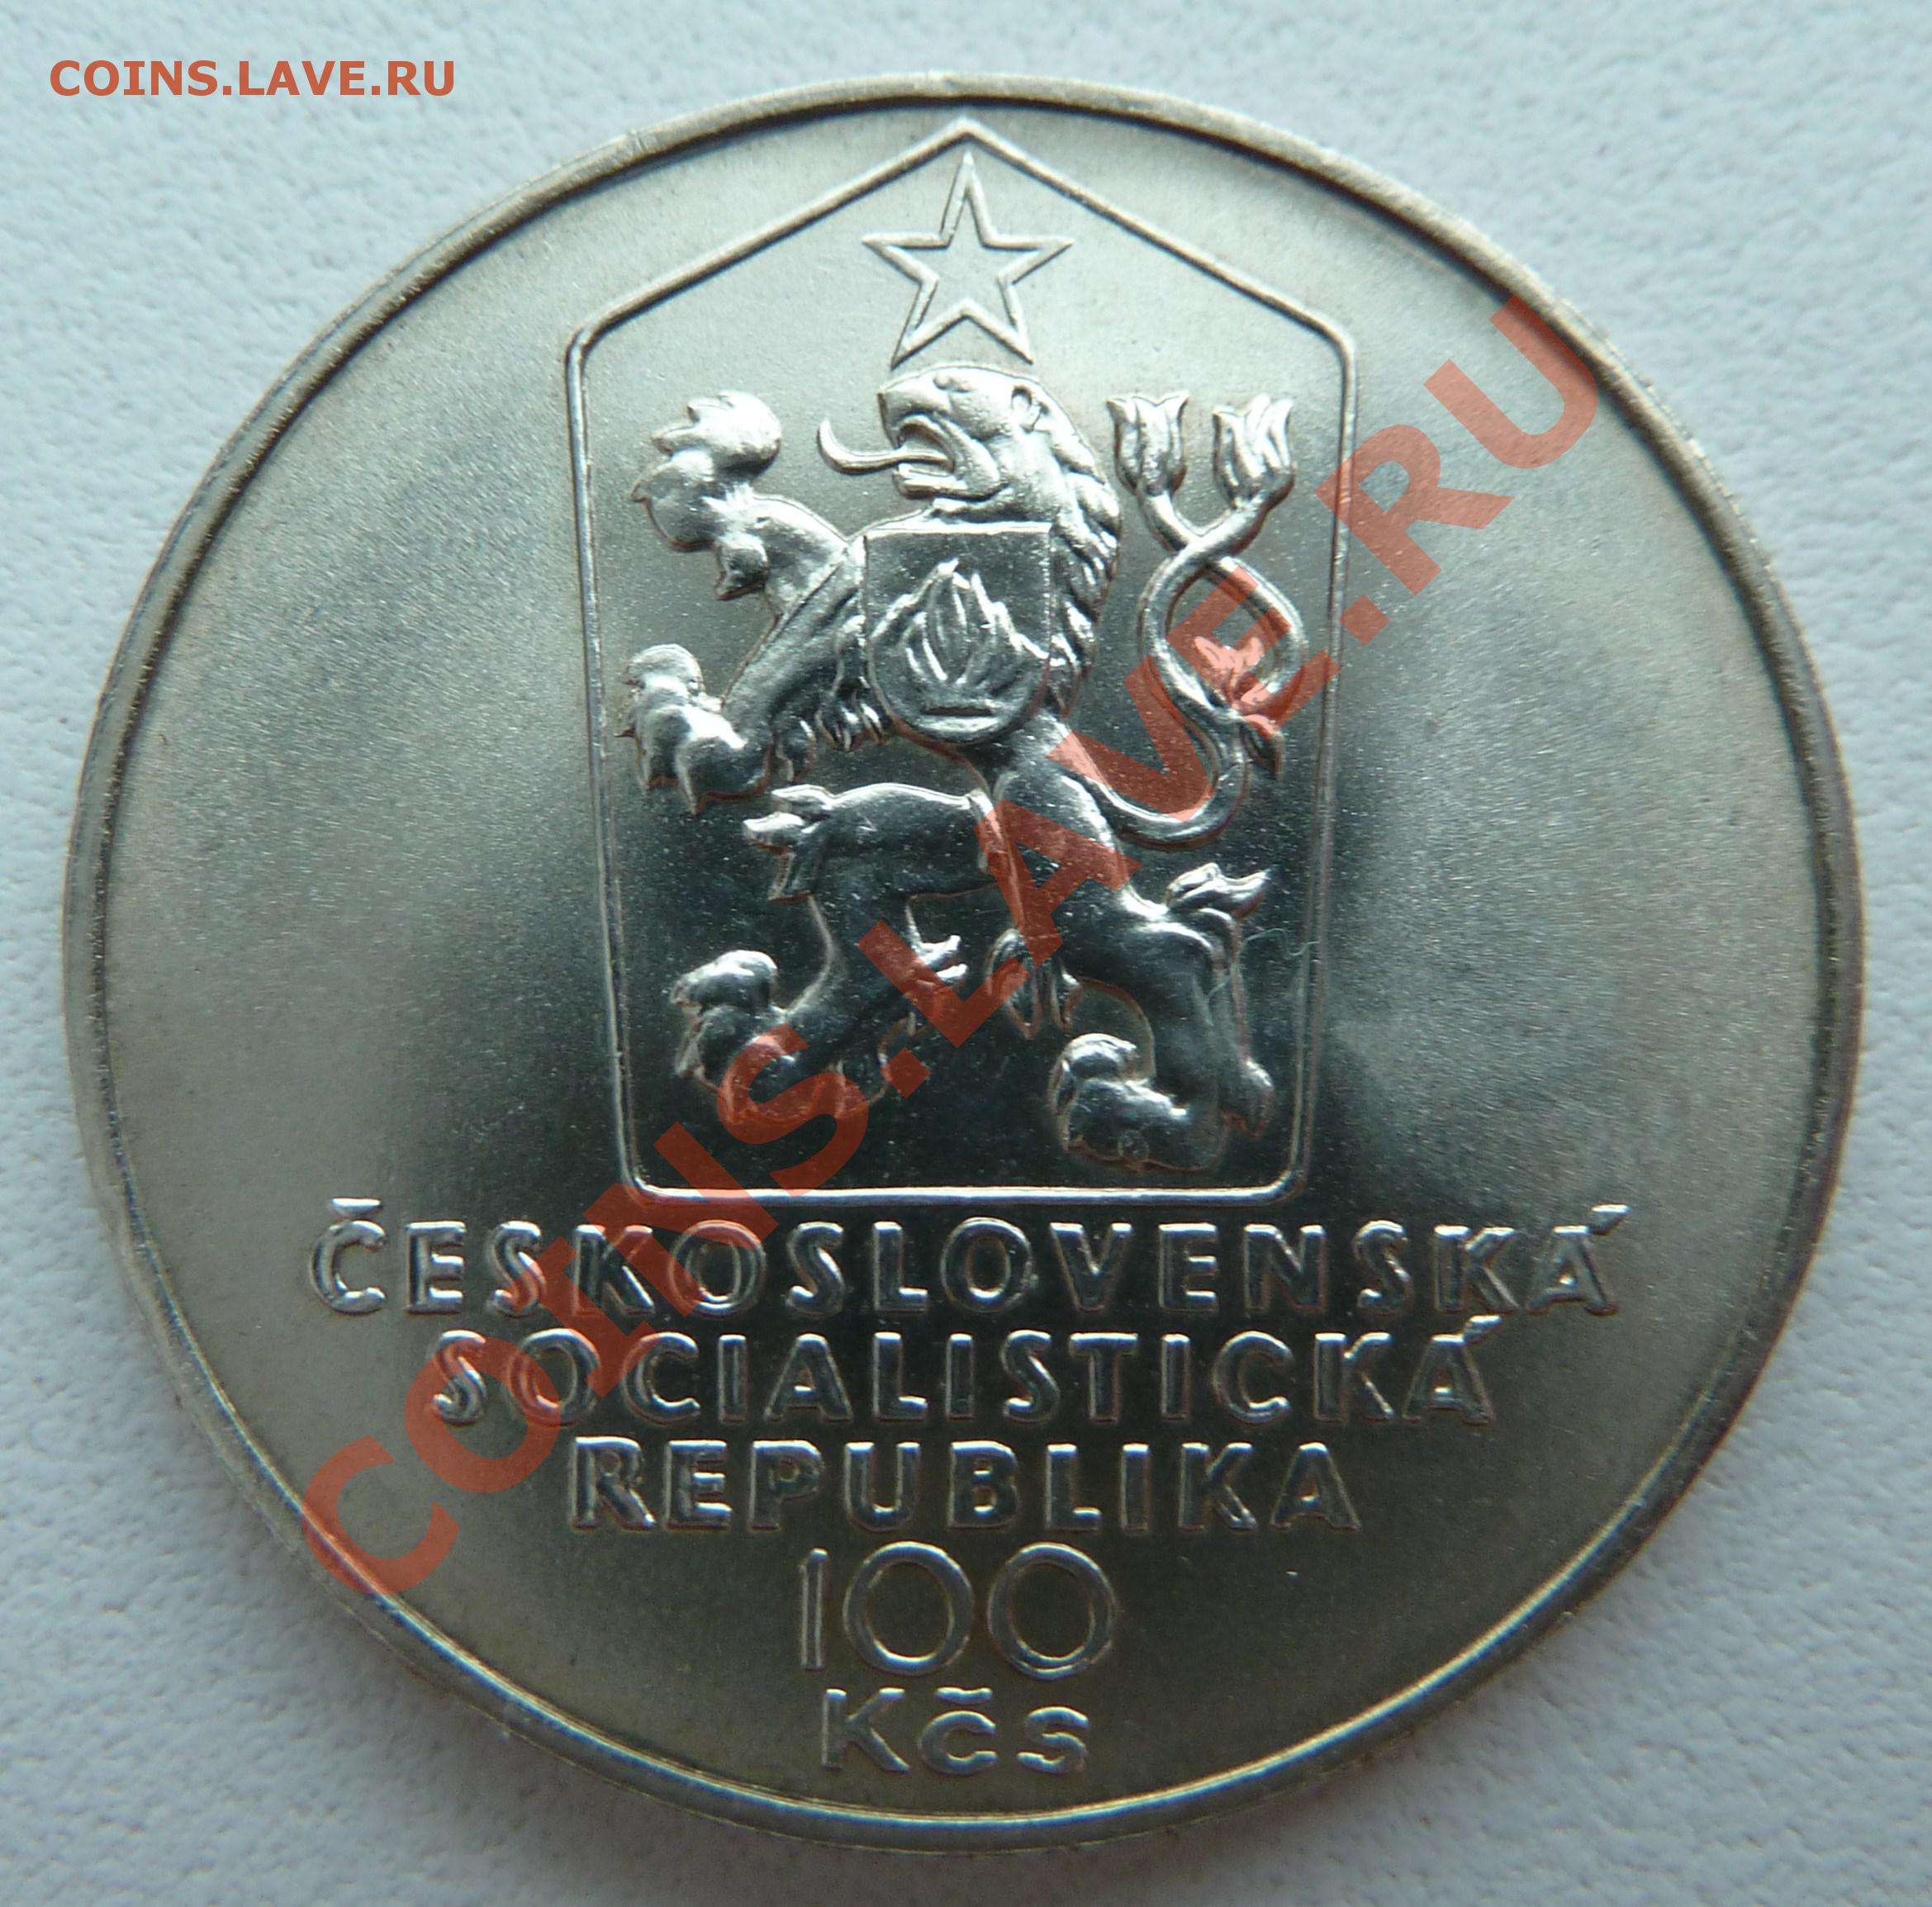 COINS.LAVE.RU
COINS.LAVE.RU
ČESKOSLOVENSKÁ
SOCIALISTICKÁ
REPUBLIKA
100
Kčs